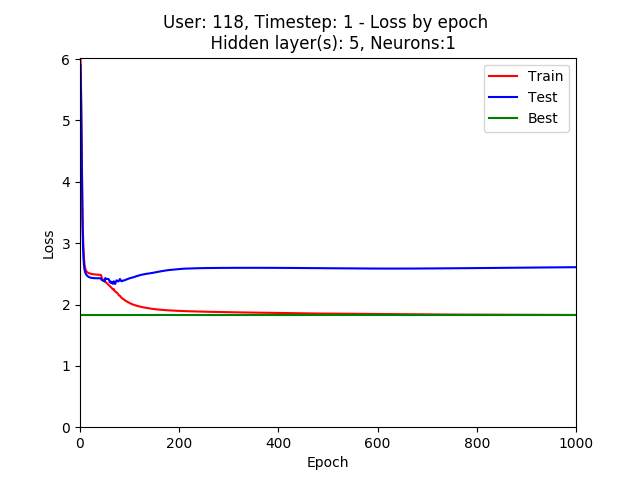 User: 118, Timestep: 1 - Loss by epoch
Hidden layer(s): 5, Neurons:1
Train
Test
Best
Loss
6
5
4
3
2
1
0
0 200 400 600 800 1000
Epoch